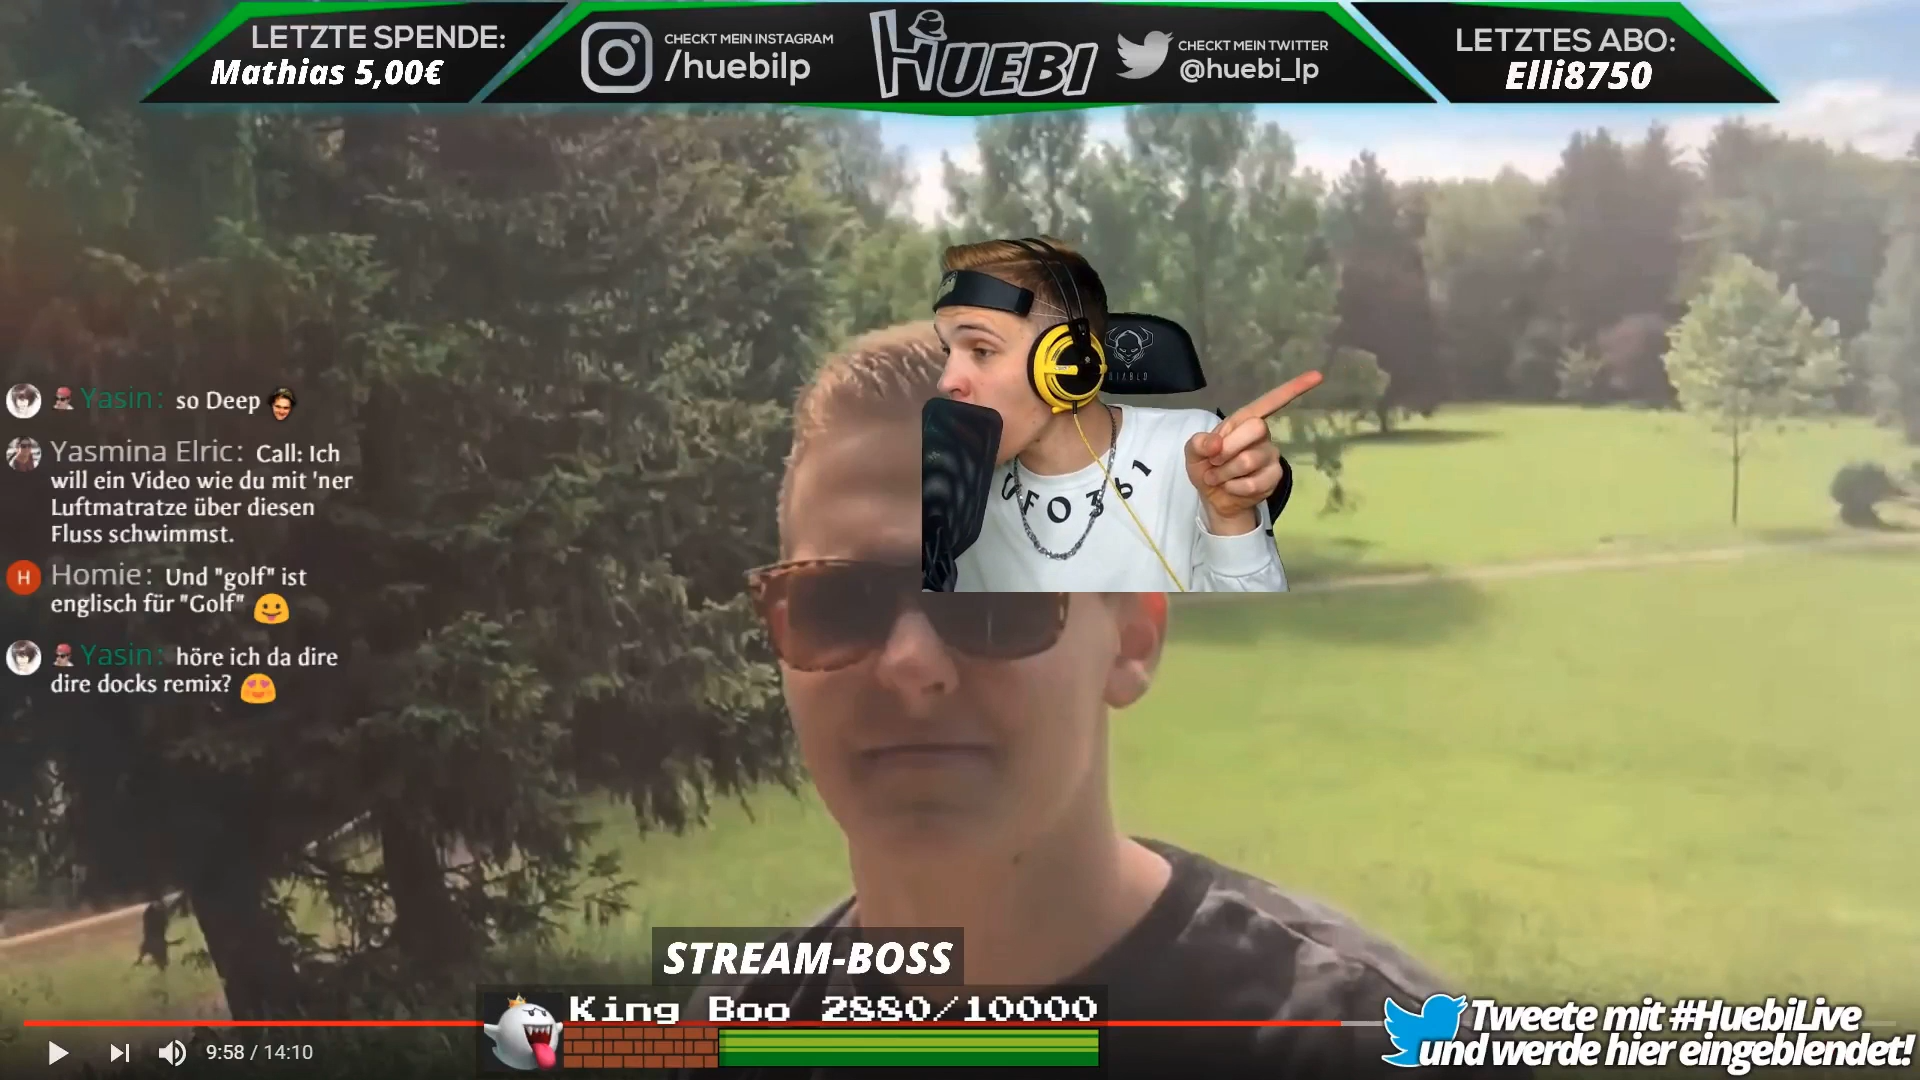 LETZTE SPENDE:
Mathias 5,00€
CHECKT MEIN INSTAGRAM
/huebilp
HUEBI
CHECKT MEIN TWITTER
@huebi_lp
LETZTES ABO:
Elli8750
Yasin: so Deep
Yasmina Elric: Call: Ich
will ein Video wie du mit 'ner
Luftmatratze über diesen
Fluss schwimmst.
H Homie: Und "golf" ist
englisch für "Golf"
Yasin: höre ich da dire
dire docks remix?
DIABLO
UFO361
STREAM-BOSS
King Boo 2880/10000
9:58 / 14:10
Tweete mit #HuebiLive
und werde hier eingeblendet!